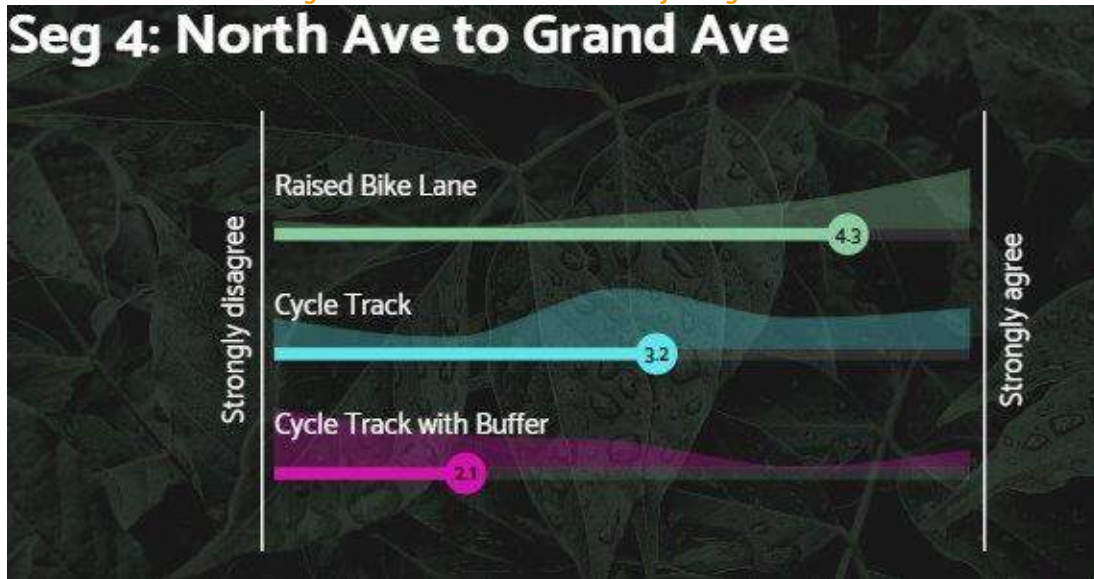 Seg 4: North Ave to Grand Ave
Strongly disagree
Raised Bike Lane
4.3
Cycle Track
3.2
Cycle Track with Buffer
2.1
Strongly agree